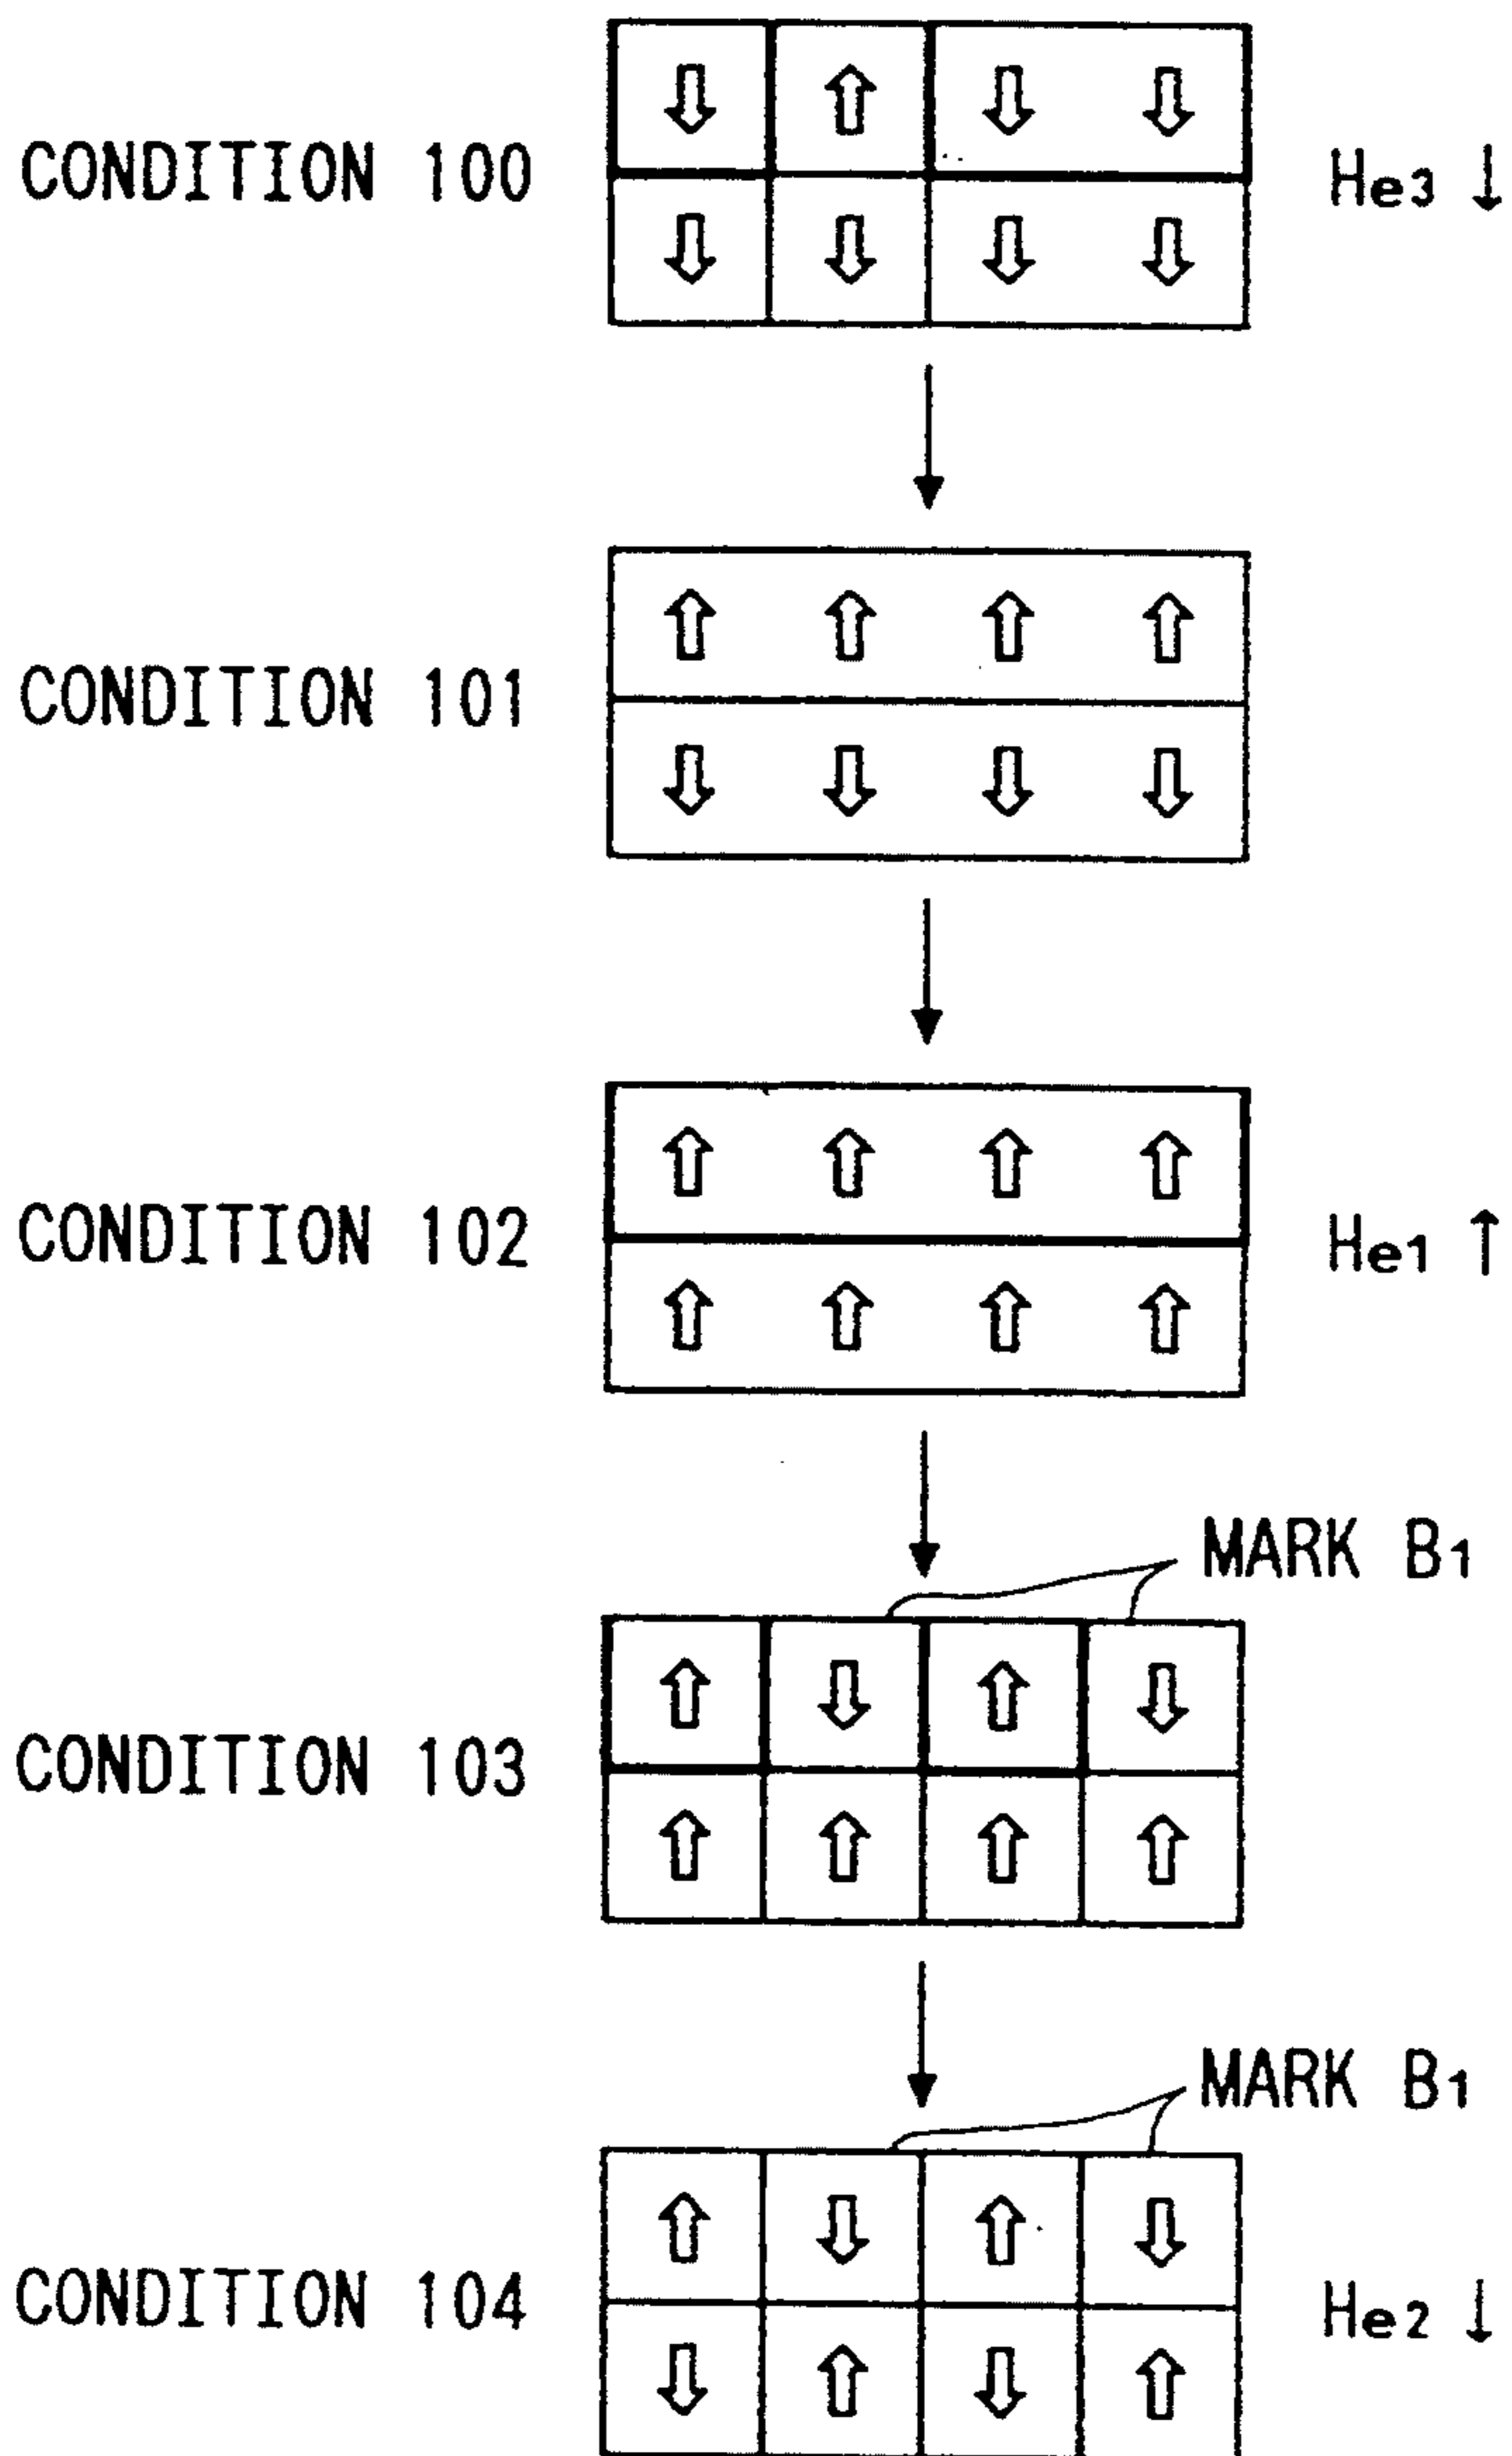 CONDITION 100
He3 ↓
CONDITION 101
CONDITION 102
He1 ↑
MARK B1
CONDITION 103
MARK B1
CONDITION 104
He2 ↓